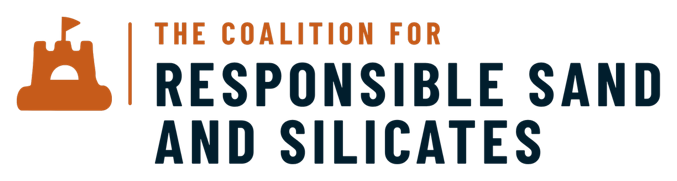 THE COALITION FOR
RESPONSIBLE SAND
AND SILICATES